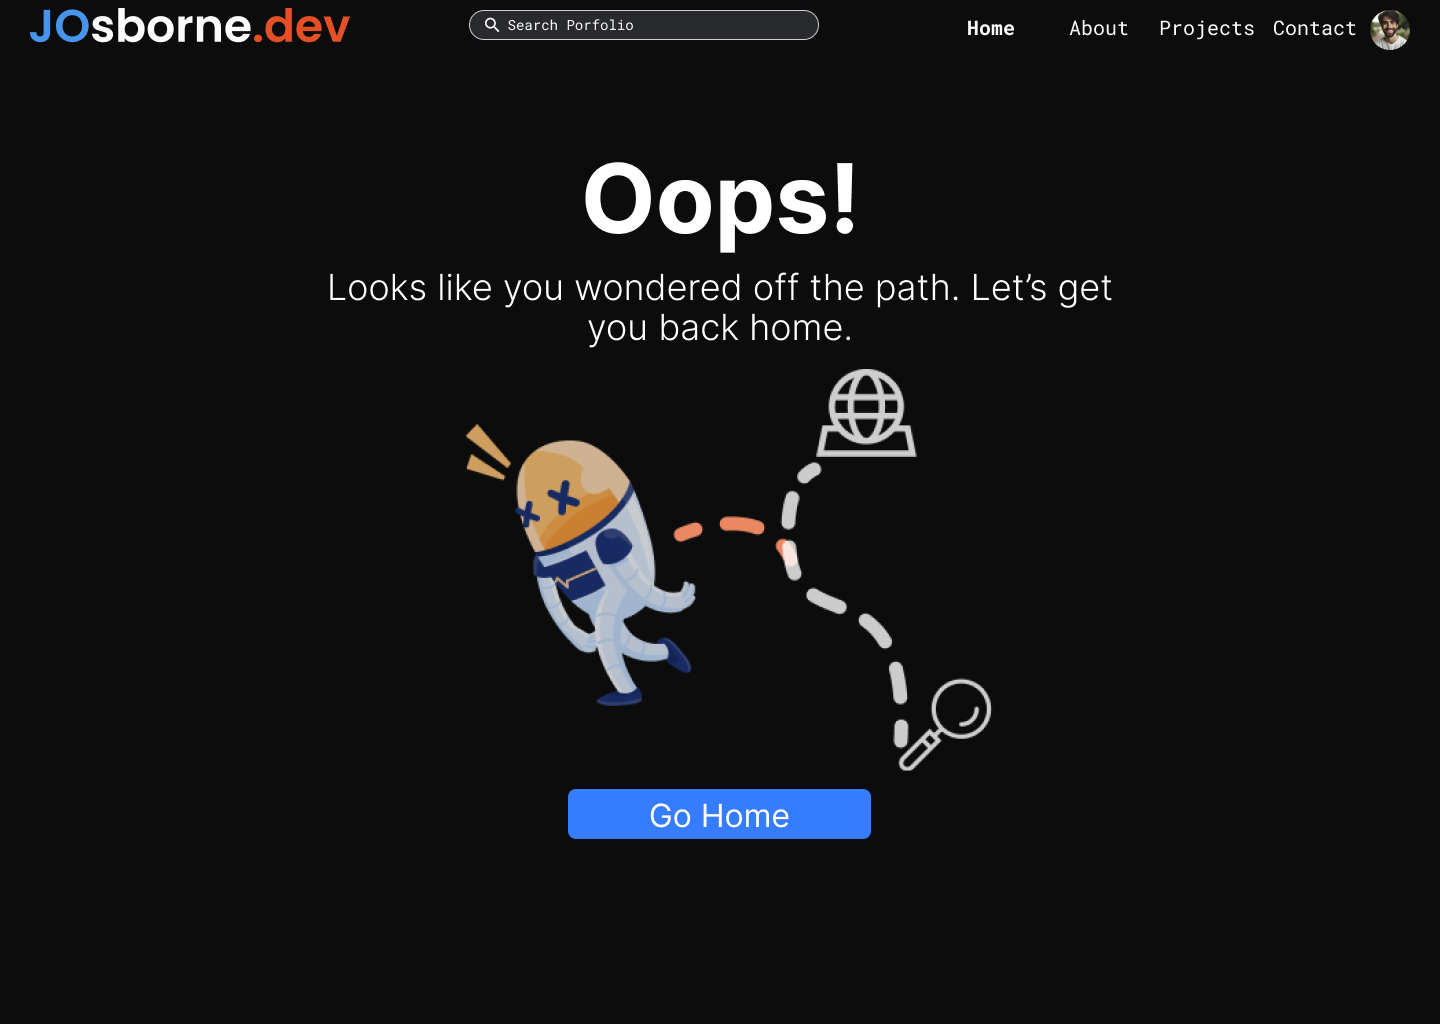 JOsborne.dev
Search Porfolio
Home About Projects Contact
Oops!
Looks like you wondered off the path. Let’s get
you back home.
Go Home